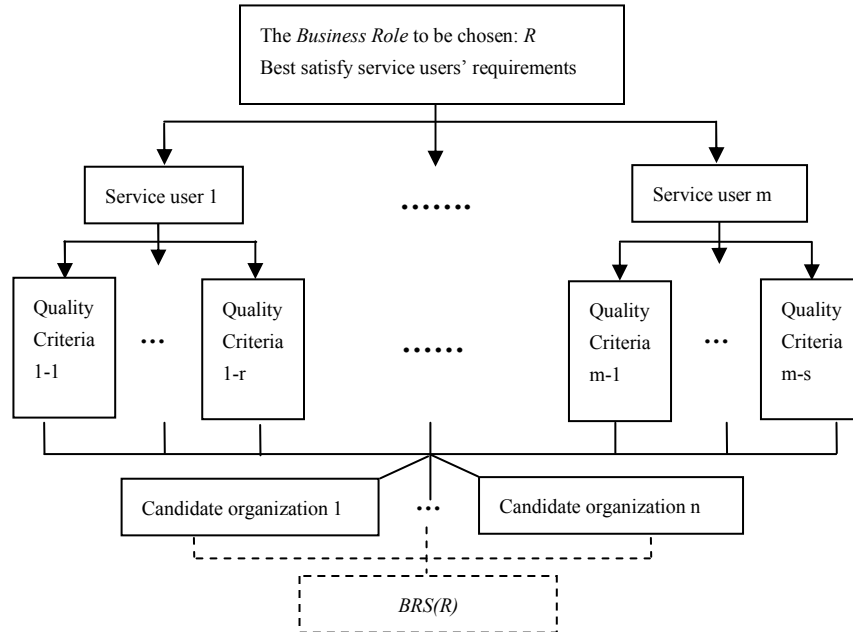 The Business Role to be chosen: R
Best satisfy service users’ requirements
Service user 1
.......
Service user m
Quality
Criteria
1-1
...
Quality
Criteria
1-r
......
Quality
Criteria
m-1
...
Quality
Criteria
m-s
Candidate organization 1
...
Candidate organization n
BRS(R)